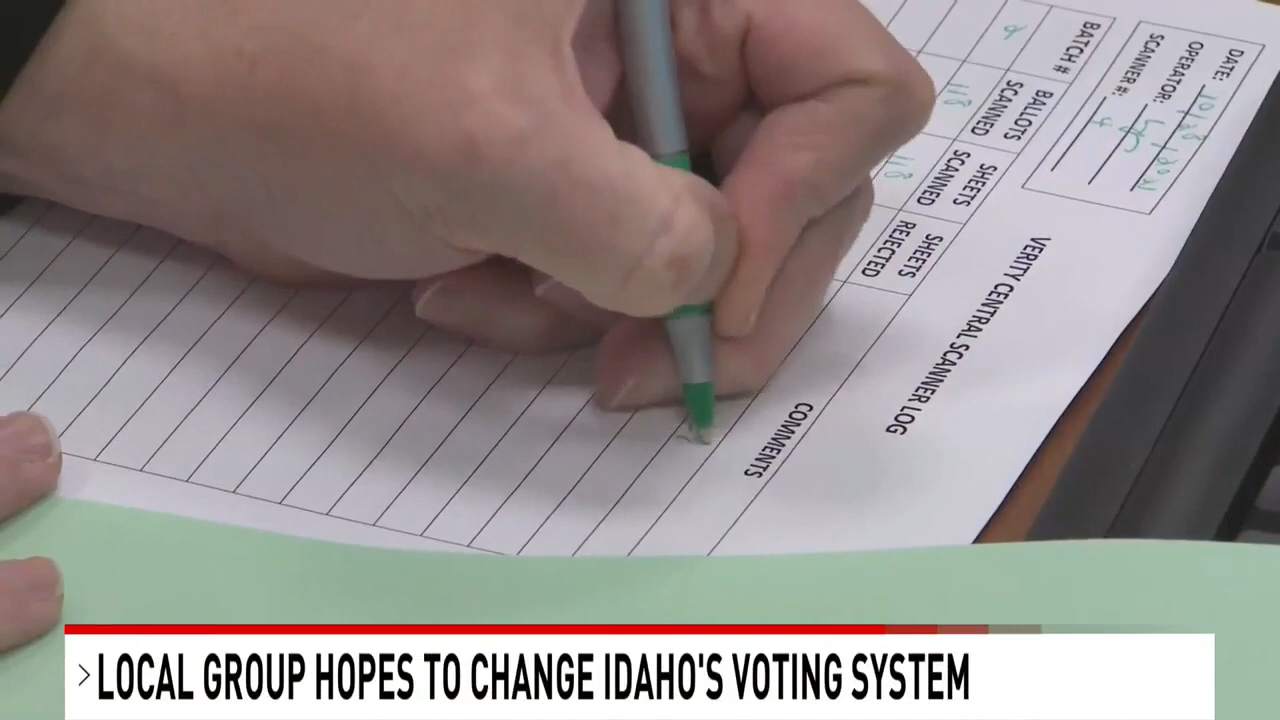 DATE:
OPERATOR:
SCANNER #: 4
VERITY CENTRAL SCANNER LOG
BATCH #
BALLOTS SCANNED
SHEETS SCANNED
SHEETS REJECTED
COMMENTS
118
118
LOCAL GROUP HOPES TO CHANGE IDAHO'S VOTING SYSTEM